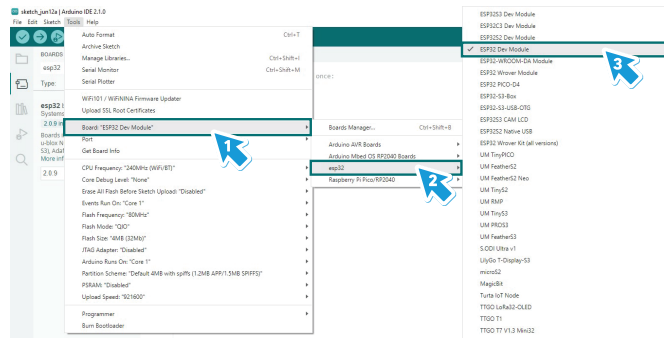 sketch_jun12a | Arduino IDE 2.1.0
File Edit Sketch Tools Help
BOARDS
esp32
Type:
esp32
Systems
2.0.9 in
Boards i
u-blox N
S3), Adaf
More inf
2.0.9
once:
Auto Format Ctrl+T
Archive Sketch
Manage Libraries... Ctrl+Shift+I
Serial Monitor Ctrl+Shift+M
Serial Plotter
WiFi101 / WiFiNINA Firmware Updater
Upload SSL Root Certificates
Board: "ESP32 Dev Module"
1
Port
Get Board Info
CPU Frequency: "240MHz (WiFi/BT)"
Core Debug Level: "None"
Erase All Flash Before Sketch Upload: "Disabled"
Events Run On: "Core 1"
Flash Frequency: "80MHz"
Flash Mode: "QIO"
Flash Size: "4MB (32Mb)"
JTAG Adapter: "Disabled"
Arduino Runs On: "Core 1"
Partition Scheme: "Default 4MB with spiffs (1.2MB APP/1.5MB SPIFFS)"
PSRAM: "Disabled"
Upload Speed: "921600"
Programmer
Burn Bootloader
Boards Manager... Ctrl+Shift+B
Arduino AVR Boards
Arduino Mbed OS RP2040 Boards
esp32
2
Raspberry Pi Pico/RP2040
ESP32S3 Dev Module
ESP32C3 Dev Module
ESP32S2 Dev Module
ESP32 Dev Module
3
ESP32-WROOM-DA Module
ESP32 Wrover Module
ESP32 PICO-D4
ESP32-S3-Box
ESP32-S3-USB-OTG
ESP32S3 CAM LCD
ESP32S2 Native USB
ESP32 Wrover Kit (all versions)
UM TinyPICO
UM FeatherS2
UM FeatherS2 Neo
UM TinyS2
UM RMP
UM TinyS3
UM PROS3
UM FeatherS3
S.ODI Ultra v1
LilyGo T-Display-S3
microS2
MagicBit
Turta IoT Node
TTGO LoRa32-OLED
TTGO T1
TTGO T7 V1.3 Mini32